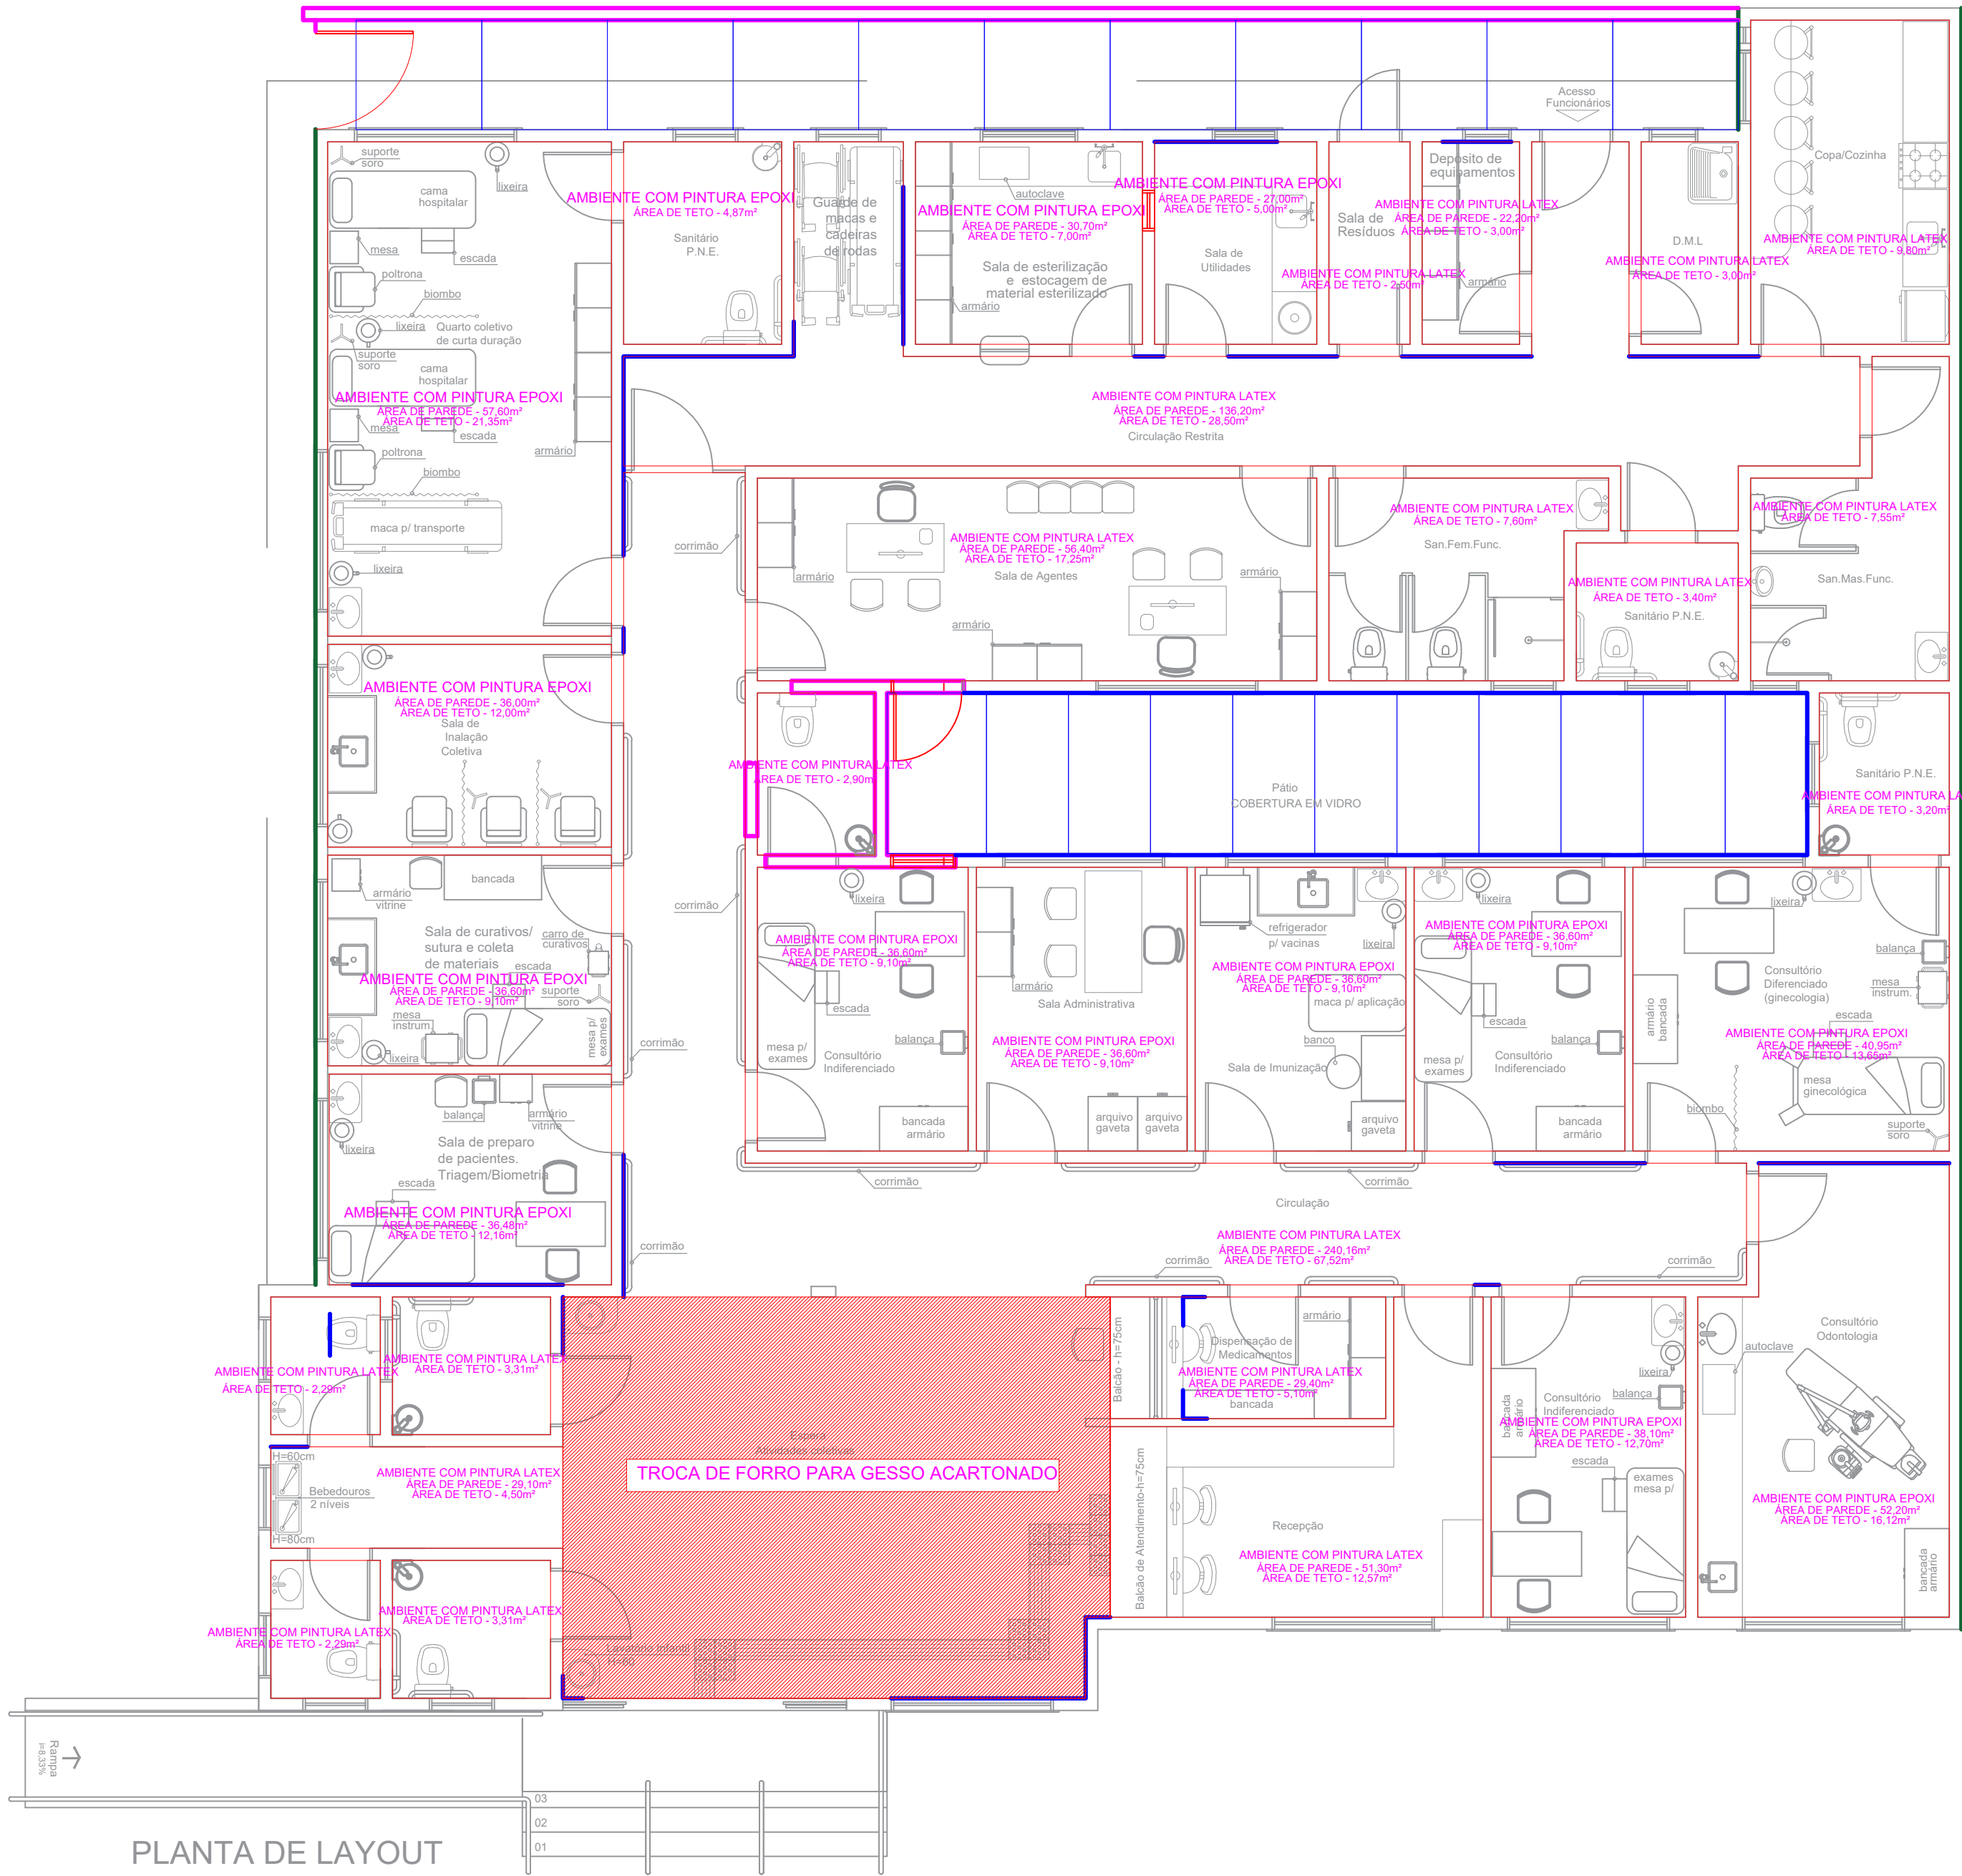 Acesso
Funcionários
suporte
soro
lixeira
cama
hospitalar
mesa
escada
poltrona
biombo
lixeira
Quarto coletivo
de curta duração
suporte
soro
cama
hospitalar
AMBIENTE COM PINTURA EPOXI
ÁREA DE PAREDE - 57,60m²
ÁREA DE TETO - 21,35m²
mesa
escada
armário
poltrona
biombo
maca p/ transporte
lixeira
AMBIENTE COM PINTURA EPOXI
ÁREA DE TETO - 4,87m²
Sanitário
P.N.E.
Guarde de
macas e
cadeiras
de rodas
autoclave
AMBIENTE COM PINTURA EPOXI
ÁREA DE PAREDE - 30,70m²
ÁREA DE TETO - 7,00m²
Sala de esterilização
e estocagem de
material esterilizado
armário
AMBIENTE COM PINTURA EPOXI
ÁREA DE PAREDE - 27,00m²
ÁREA DE TETO - 5,00m²
Sala de
Utilidades
Sala de
Resíduos
AMBIENTE COM PINTURA LATEX
ÁREA DE TETO - 2,50m²
Depósito de
equipamentos
AMBIENTE COM PINTURA LATEX
ÁREA DE PAREDE - 22,20m²
ÁREA DE TETO - 3,00m²
armário
D.M.L
AMBIENTE COM PINTURA LATEX
ÁREA DE TETO - 3,00m²
Copa/Cozinha
AMBIENTE COM PINTURA LATEX
ÁREA DE TETO - 9,80m²
AMBIENTE COM PINTURA LATEX
ÁREA DE PAREDE - 136,20m²
ÁREA DE TETO - 28,50m²
Circulação Restrita
corrimão
armário
AMBIENTE COM PINTURA LATEX
ÁREA DE PAREDE - 56,40m²
ÁREA DE TETO - 17,25m²
Sala de Agentes
armário
armário
AMBIENTE COM PINTURA LATEX
ÁREA DE TETO - 7,60m²
San.Fem.Func.
AMBIENTE COM PINTURA LATEX
ÁREA DE TETO - 3,40m²
Sanitário P.N.E.
AMBIENTE COM PINTURA LATEX
ÁREA DE TETO - 7,55m²
San.Mas.Func.
AMBIENTE COM PINTURA EPOXI
ÁREA DE PAREDE - 36,00m²
ÁREA DE TETO - 12,00m²
Sala de
Inalação
Coletiva
AMBIENTE COM PINTURA LATEX
ÁREA DE TETO - 2,90m
Pátio
COBERTURA EM VIDRO
Sanitário P.N.E.
AMBIENTE COM PINTURA LA
ÁREA DE TETO - 3,20m²
armário
vitrine
bancada
Sala de curativos/
sutura e coleta
de materiais
carro de
curativos
escada
AMBIENTE COM PINTURA EPOXI
ÁREA DE PAREDE - 36,60m²
ÁREA DE TETO - 9,10m²
suporte
soro
mesa
instrum.
lixeira
mesa p/
exames
corrimão
corrimão
lixeira
AMBIENTE COM PINTURA EPOXI
ÁREA DE PAREDE - 36,60m²
ÁREA DE TETO - 9,10m²
escada
balança
mesa p/
exames
Consultório
Indiferenciado
bancada
armário
armário
Sala Administrativa
AMBIENTE COM PINTURA EPOXI
ÁREA DE PAREDE - 36,60m²
ÁREA DE TETO - 9,10m²
arquivo
gaveta
arquivo
gaveta
refrigerador
p/ vacinas
lixeira
AMBIENTE COM PINTURA EPOXI
ÁREA DE PAREDE - 36,60m²
ÁREA DE TETO - 9,10m²
maca p/ aplicação
banco
Sala de Imunização
arquivo
gaveta
lixeira
AMBIENTE COM PINTURA EPOXI
ÁREA DE PAREDE - 36,60m²
ÁREA DE TETO - 9,10m²
escada
balança
mesa p/
exames
Consultório
Indiferenciado
bancada
armário
lixeira
balança
Consultório
Diferenciado
(ginecologia)
mesa
instrum.
armário
bancada
escada
AMBIENTE COM PINTURA EPOXI
ÁREA DE PAREDE - 40,95m²
ÁREA DE TETO - 13,65m²
mesa
ginecológica
biombo
suporte
soro
balança
armário
vitrine
lixeira
Sala de preparo
de pacientes.
Triagem/Biometria
escada
AMBIENTE COM PINTURA EPOXI
ÁREA DE PAREDE - 36,48m²
ÁREA DE TETO - 12,16m²
corrimão
corrimão
corrimão
Circulação
AMBIENTE COM PINTURA LATEX
ÁREA DE PAREDE - 240,16m²
ÁREA DE TETO - 67,52m²
corrimão
corrimão
AMBIENTE COM PINTURA LATEX
ÁREA DE TETO - 2,29m²
AMBIENTE COM PINTURA LATEX
ÁREA DE TETO - 3,31m²
H=60cm
Bebedouros
2 níveis
H=80cm
AMBIENTE COM PINTURA LATEX
ÁREA DE PAREDE - 29,10m²
ÁREA DE TETO - 4,50m²
AMBIENTE COM PINTURA LATEX
ÁREA DE TETO - 2,29m²
AMBIENTE COM PINTURA LATEX
ÁREA DE TETO - 3,31m²
Espera
Atividades coletivas
TROCA DE FORRO PARA GESSO ACARTONADO
Lavatório Infantil
H=60
Balcão - h=75cm
Balcão de Atendimento-h=75cm
armário
Dispensação de
Medicamentos
AMBIENTE COM PINTURA LATEX
ÁREA DE PAREDE - 29,40m²
ÁREA DE TETO - 5,10m²
bancada
Recepção
AMBIENTE COM PINTURA LATEX
ÁREA DE PAREDE - 51,30m²
ÁREA DE TETO - 12,57m²
lixeira
balança
bancada
armário
Consultório
Indiferenciado
AMBIENTE COM PINTURA EPOXI
ÁREA DE PAREDE - 38,10m²
ÁREA DE TETO - 12,70m²
escada
exames
mesa p/
Consultório
Odontologia
autoclave
AMBIENTE COM PINTURA EPOXI
ÁREA DE PAREDE - 52,20m²
ÁREA DE TETO - 16,12m²
bancada
armário
Rampa
i=8,33%
03
02
01
PLANTA DE LAYOUT